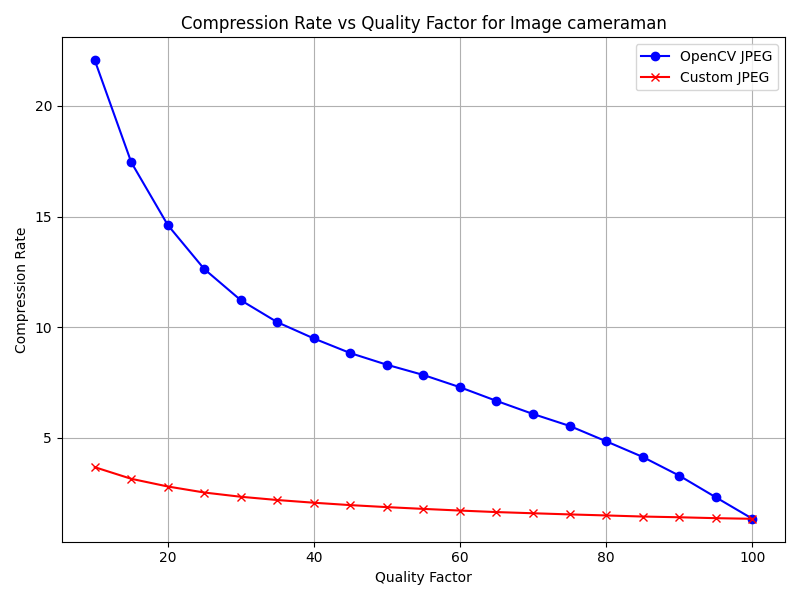 Compression Rate vs Quality Factor for Image cameraman
OpenCV JPEG
Custom JPEG
20
15
10
5
Compression Rate
20 40 60 80 100
Quality Factor